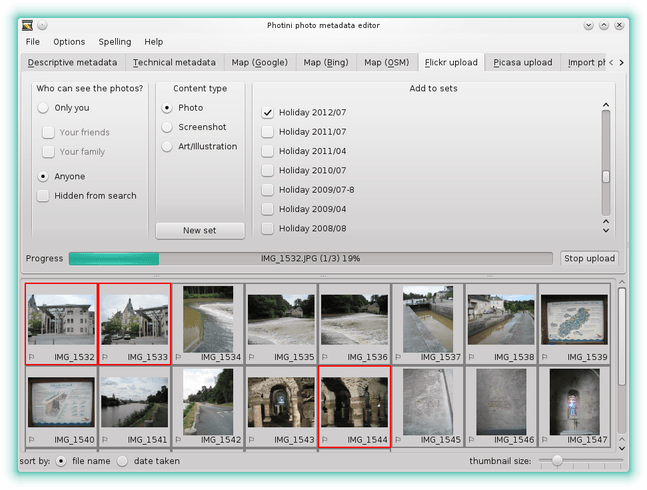 Photini photo metadata editor
File Options Spelling Help
Descriptive metadata Technical metadata Map (Google) Map (Bing) Map (OSM) Flickr upload Picasa upload Import ph
Who can see the photos? Content type Add to sets
Only you Photo Holiday 2012/07
Your friends Screenshot Holiday 2011/07
Your family Art/Illustration Holiday 2011/04
Anyone Holiday 2010/07
Hidden from search Holiday 2009/07-8
Holiday 2009/04
New set Holiday 2008/08
Progress IMG_1532.JPG (1/3) 19% Stop upload
IMG_1532 IMG_1533 IMG_1534 IMG_1535 IMG_1536 IMG_1537 IMG_1538 IMG_1539
IMG_1540 IMG_1541 IMG_1542 IMG_1543 IMG_1544 IMG_1545 IMG_1546 IMG_1547
sort by: file name date taken thumbnail size: